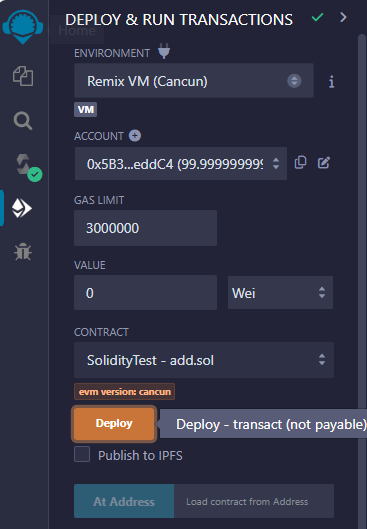 DEPLOY & RUN TRANSACTIONS
Home
ENVIRONMENT
Remix VM (Cancun)
VM
ACCOUNT
0x5B3...eddC4 (99.999999999
GAS LIMIT
3000000
VALUE
0 Wei
CONTRACT
SolidityTest - add.sol
evm version: cancun
Deploy Deploy - transact (not payable)
Publish to IPFS
At Address Load contract from Address